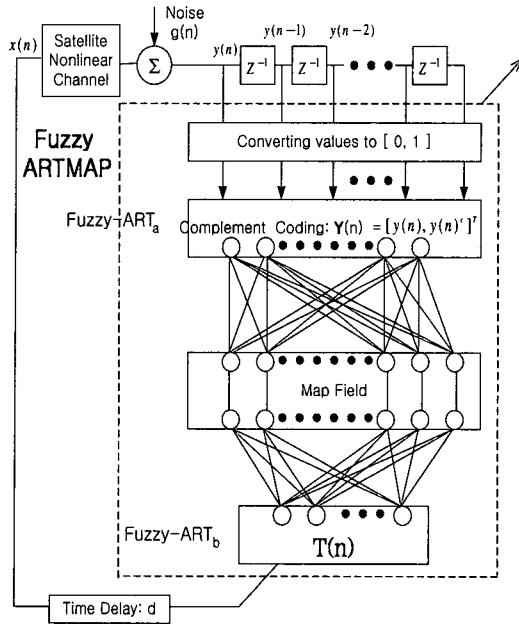 Noise
g(n)
x(n)
Satellite
Nonlinear
Channel
Σ
y(n)
y(n−1)
y(n−2)
Z⁻¹
Z⁻¹
Z⁻¹
Fuzzy
ARTMAP
Converting values to [ 0, 1 ]
Fuzzy-ARTₐ
Complement Coding: Y(n) = [ y(n), y(n)ᶜ ]ᵀ
Map Field
Fuzzy-ART_b
T(n)
Time Delay: d